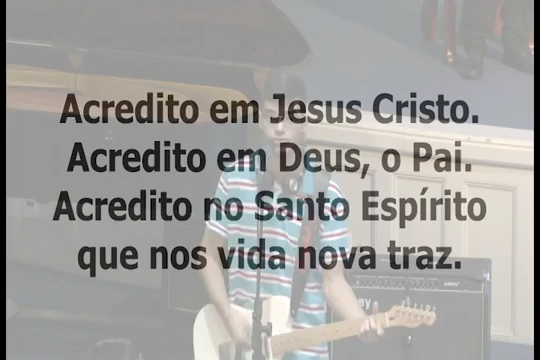 Acredito em Jesus Cristo.
Acredito em Deus, o Pai.
Acredito no Santo Espírito
que nos vida nova traz.